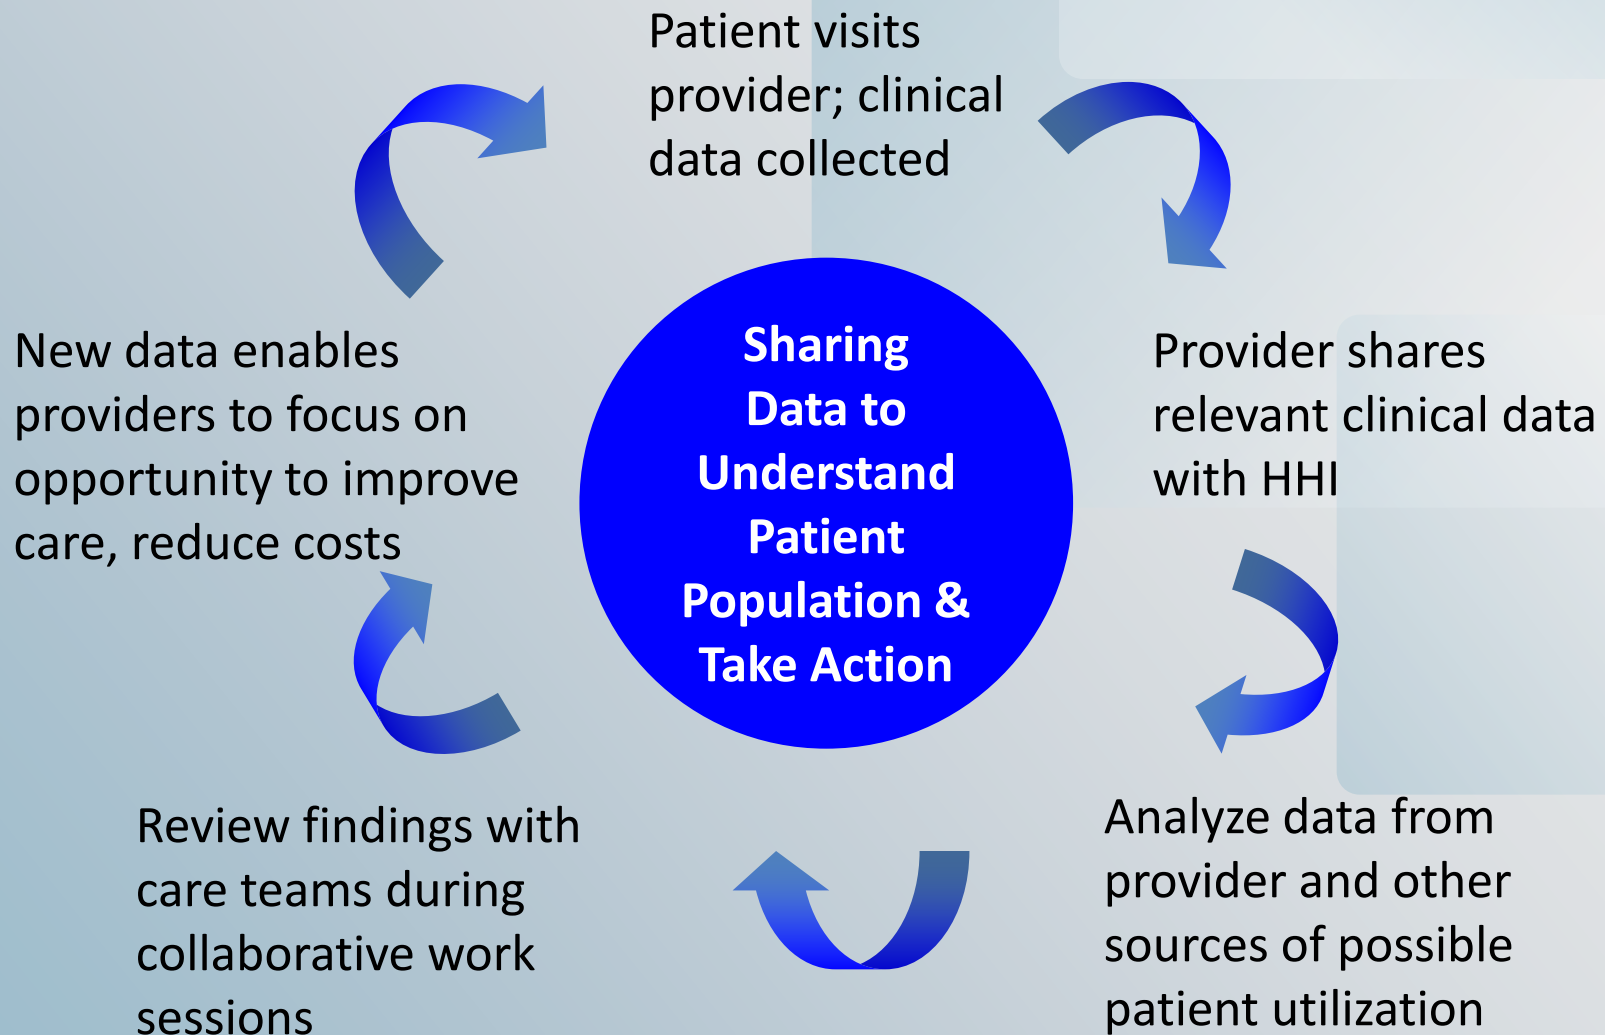 Patient visits
provider; clinical
data collected
Provider shares
relevant clinical data
with HHI
Analyze data from
provider and other
sources of possible
patient utilization
Review findings with
care teams during
collaborative work
sessions
New data enables
providers to focus on
opportunity to improve
care, reduce costs
Sharing
Data to
Understand
Patient
Population &
Take Action